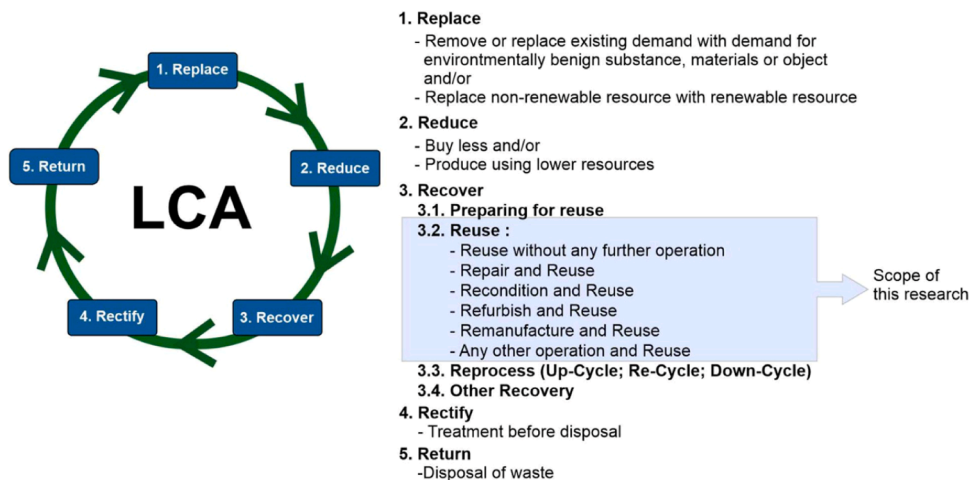 1. Replace
2. Reduce
3. Recover
4. Rectify
5. Return
LCA
1. Replace
- Remove or replace existing demand with demand for
environtmentally benign substance, materials or object
and/or
- Replace non-renewable resource with renewable resource
2. Reduce
- Buy less and/or
- Produce using lower resources
3. Recover
3.1. Preparing for reuse
3.2. Reuse :
- Reuse without any further operation
- Repair and Reuse
- Recondition and Reuse
- Refurbish and Reuse
- Remanufacture and Reuse
- Any other operation and Reuse
3.3. Reprocess (Up-Cycle; Re-Cycle; Down-Cycle)
3.4. Other Recovery
4. Rectify
- Treatment before disposal
5. Return
-Disposal of waste
Scope of
this research